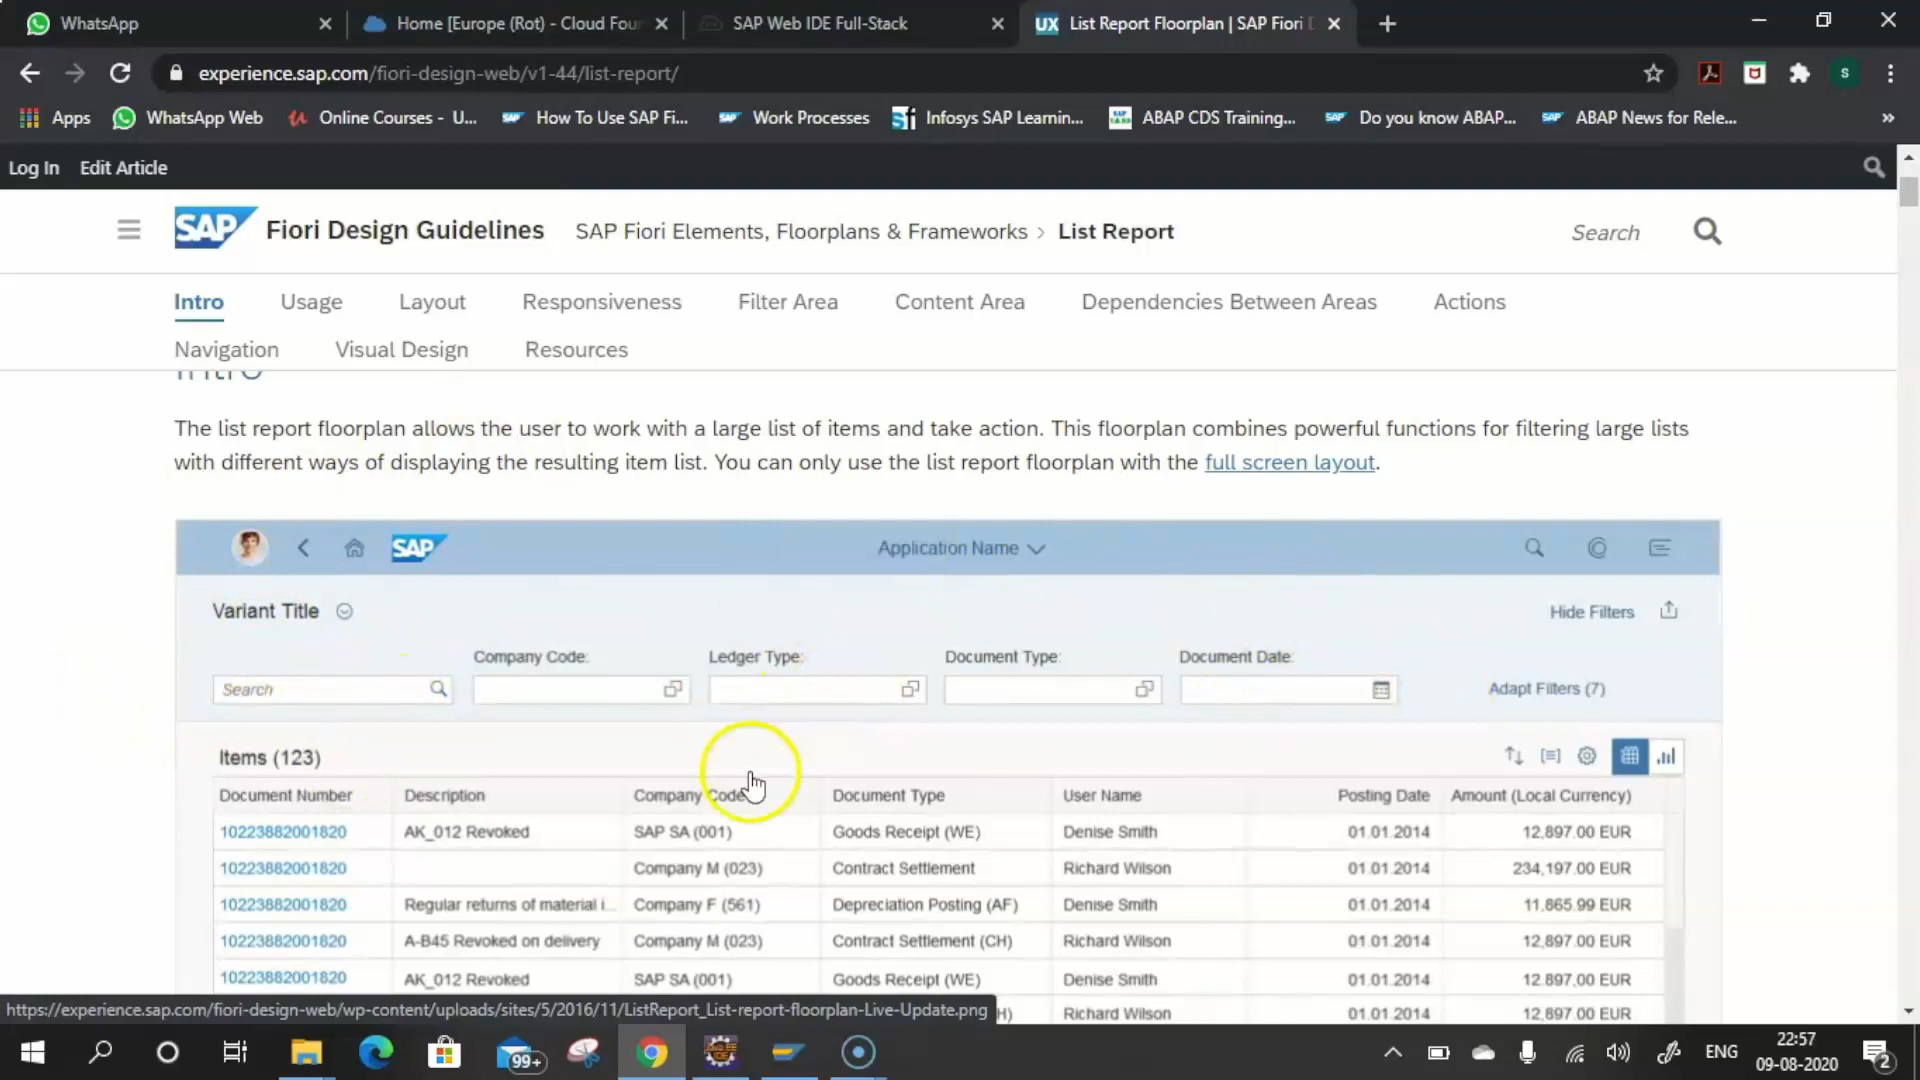 WhatsApp
Home [Europe (Rot) - Cloud Four
SAP Web IDE Full-Stack
UX List Report Floorplan | SAP Fiori D
experience.sap.com/fiori-design-web/v1-44/list-report/
S
Apps
WhatsApp Web
Online Courses - U...
How To Use SAP Fi...
Work Processes
Infosys SAP Learnin...
ABAP CDS Training...
Do you know ABAP...
ABAP News for Rele...
»
Log In Edit Article
SAP Fiori Design Guidelines SAP Fiori Elements, Floorplans & Frameworks > List Report Search
Intro Usage Layout Responsiveness Filter Area Content Area Dependencies Between Areas Actions
Navigation Visual Design Resources
Intro
The list report floorplan allows the user to work with a large list of items and take action. This floorplan combines powerful functions for filtering large lists
with different ways of displaying the resulting item list. You can only use the list report floorplan with the full screen layout.
SAP Application Name
Variant Title Hide Filters
Company Code: Ledger Type: Document Type: Document Date:
Search Adapt Filters (7)
Items (123)
Document Number Description Company Code Document Type User Name Posting Date Amount (Local Currency)
10223882001820 AK_012 Revoked SAP SA (001) Goods Receipt (WE) Denise Smith 01.01.2014 12,897.00 EUR
10223882001820 Company M (023) Contract Settlement Richard Wilson 01.01.2014 234,197.00 EUR
10223882001820 Regular returns of material i... Company F (561) Depreciation Posting (AF) Denise Smith 01.01.2014 11,865.99 EUR
10223882001820 A-B45 Revoked on delivery Company M (023) Contract Settlement (CH) Richard Wilson 01.01.2014 12,897.00 EUR
10223882001820 AK_012 Revoked SAP SA (001) Goods Receipt (WE) Denise Smith 01.01.2014 12.897.00 EUR
H) Richard Wilson 01.01.2014 12,897.00 EUR
https://experience.sap.com/fiori-design-web/wp-content/uploads/sites/5/2016/11/ListReport_List-report-floorplan-Live-Update.png
99+
ENG
22:57
09-08-2020
2